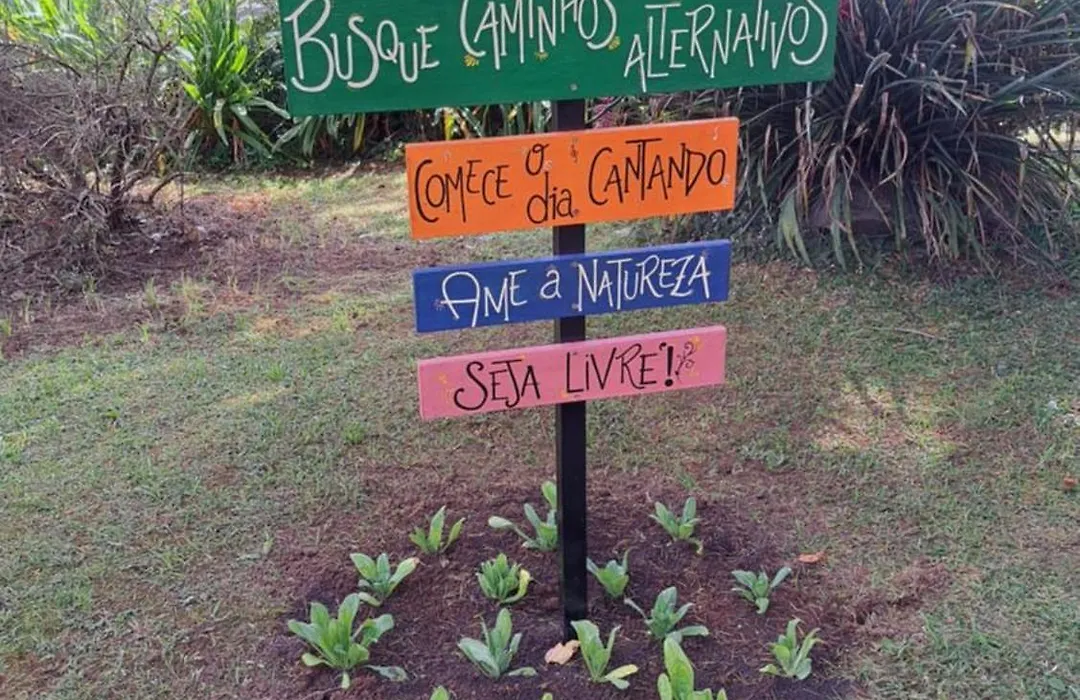 BUSQUE CAMINHOS ALTERNATIVOS
COMECE O dia CANTANDO
AME a NATUREZA
SEJA LiVRE!